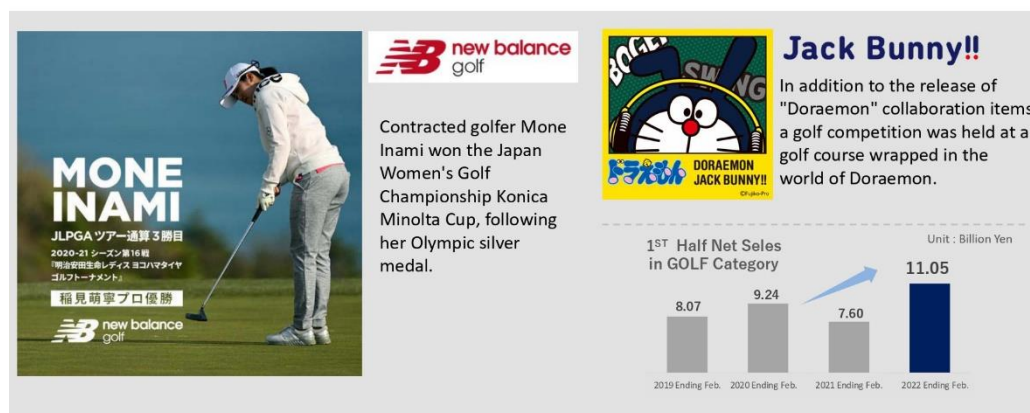 MONE
INAMI
JLPGA ツアー通算3勝目
2020-21 シーズン第16戦
『明治安田生命レディス ヨコハマタイヤ
ゴルフトーナメント』
稲見萌寧プロ優勝
NB new balance
golf
NB new balance
golf
Contracted golfer Mone
Inami won the Japan
Women's Golf
Championship Konica
Minolta Cup, following
her Olympic silver
medal.
BOGEY
SWING
ドラえもん
DORAEMON
JACK BUNNY!!
©Fujiko-Pro
Jack Bunny!!
In addition to the release of
"Doraemon" collaboration items
a golf competition was held at a
golf course wrapped in the
world of Doraemon.
1ST Half Net Seles
in GOLF Category
Unit : Billion Yen
8.07
9.24
7.60
11.05
2019 Ending Feb.
2020 Ending Feb.
2021 Ending Feb.
2022 Ending Feb.